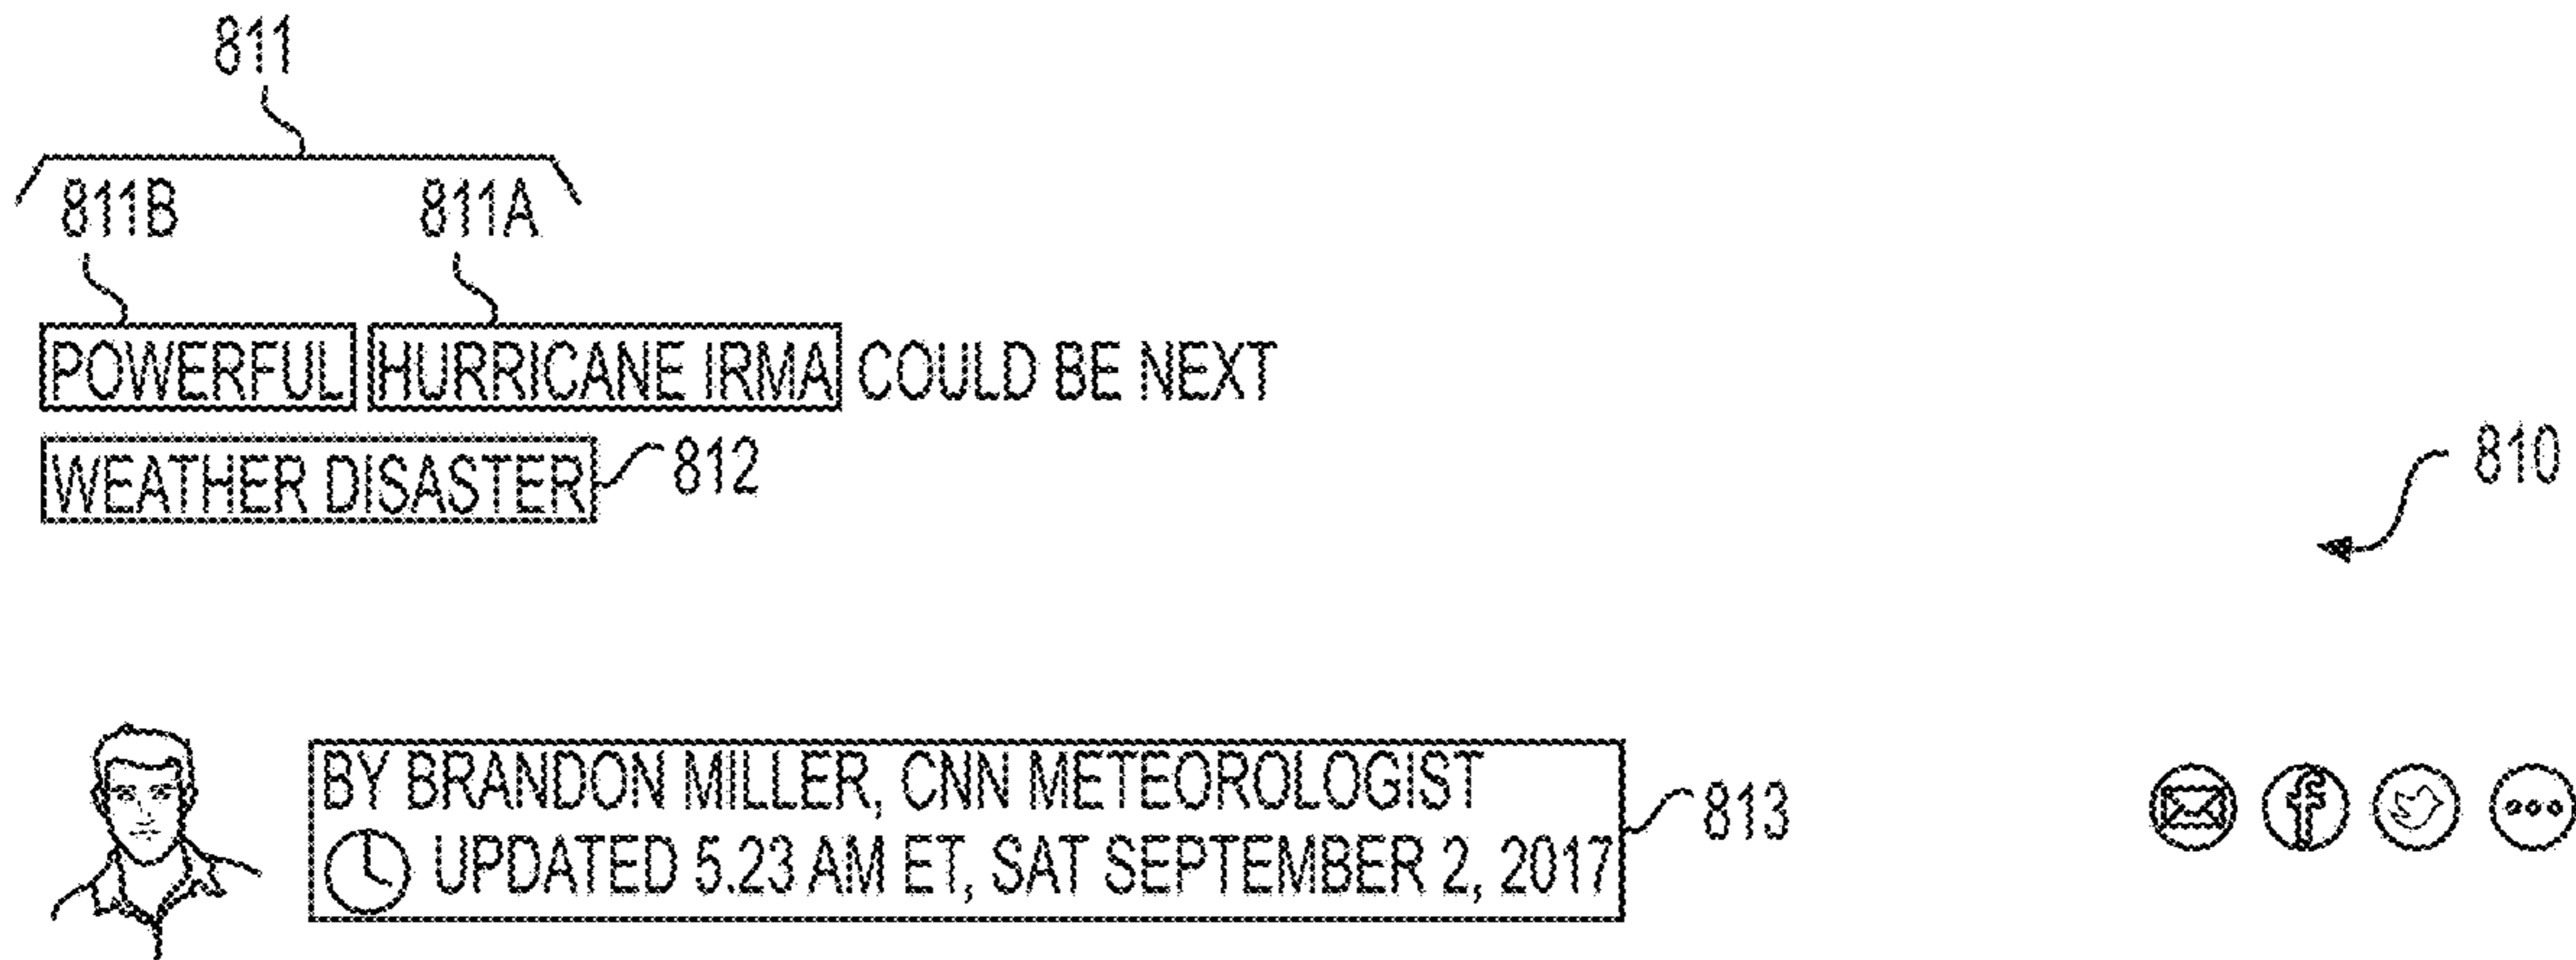 811
811B 811A
POWERFUL HURRICANE IRMA COULD BE NEXT
WEATHER DISASTER 812
810
BY BRANDON MILLER, CNN METEOROLOGIST
UPDATED 5.23 AM ET, SAT SEPTEMBER 2, 2017
813
f